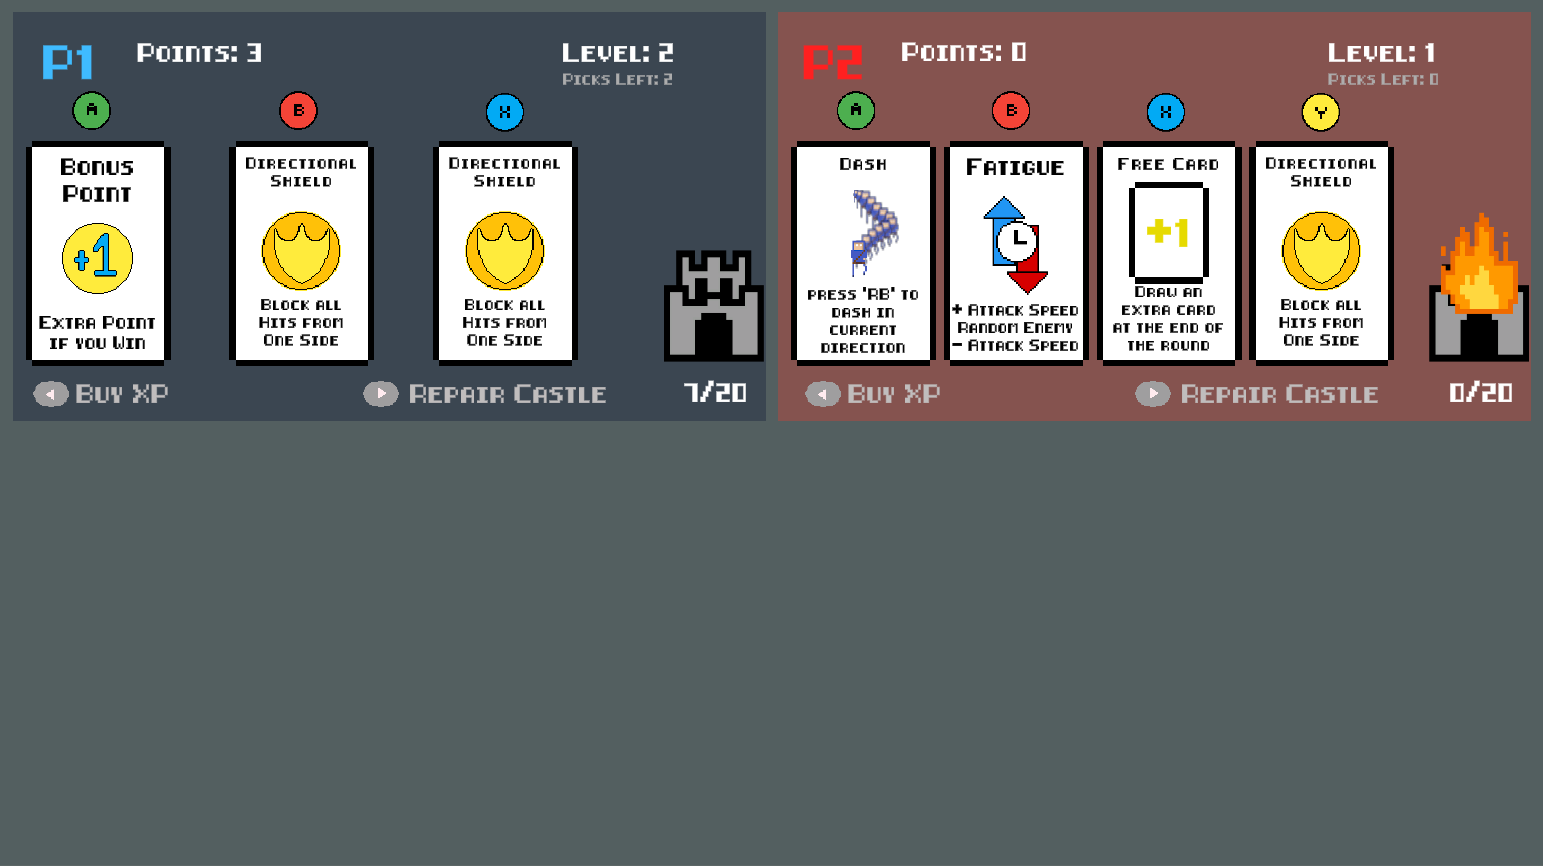 P1
Points: 3
Level: 2
Picks Left: 2
A
B
X
Bonus
Point
+1
Extra Point
if you Win
Directional
Shield
Block all
Hits from
One Side
Directional
Shield
Block all
Hits from
One Side
Buy XP
Repair Castle
7/20
P2
Points: 0
Level: 1
Picks Left: 0
A
B
X
Y
Dash
press 'RB' to
dash in
current
direction
Fatigue
+ Attack Speed
Random Enemy
- Attack Speed
Free Card
+1
Draw an
extra card
at the end of
the round
Directional
Shield
Block all
Hits from
One Side
Buy XP
Repair Castle
0/20